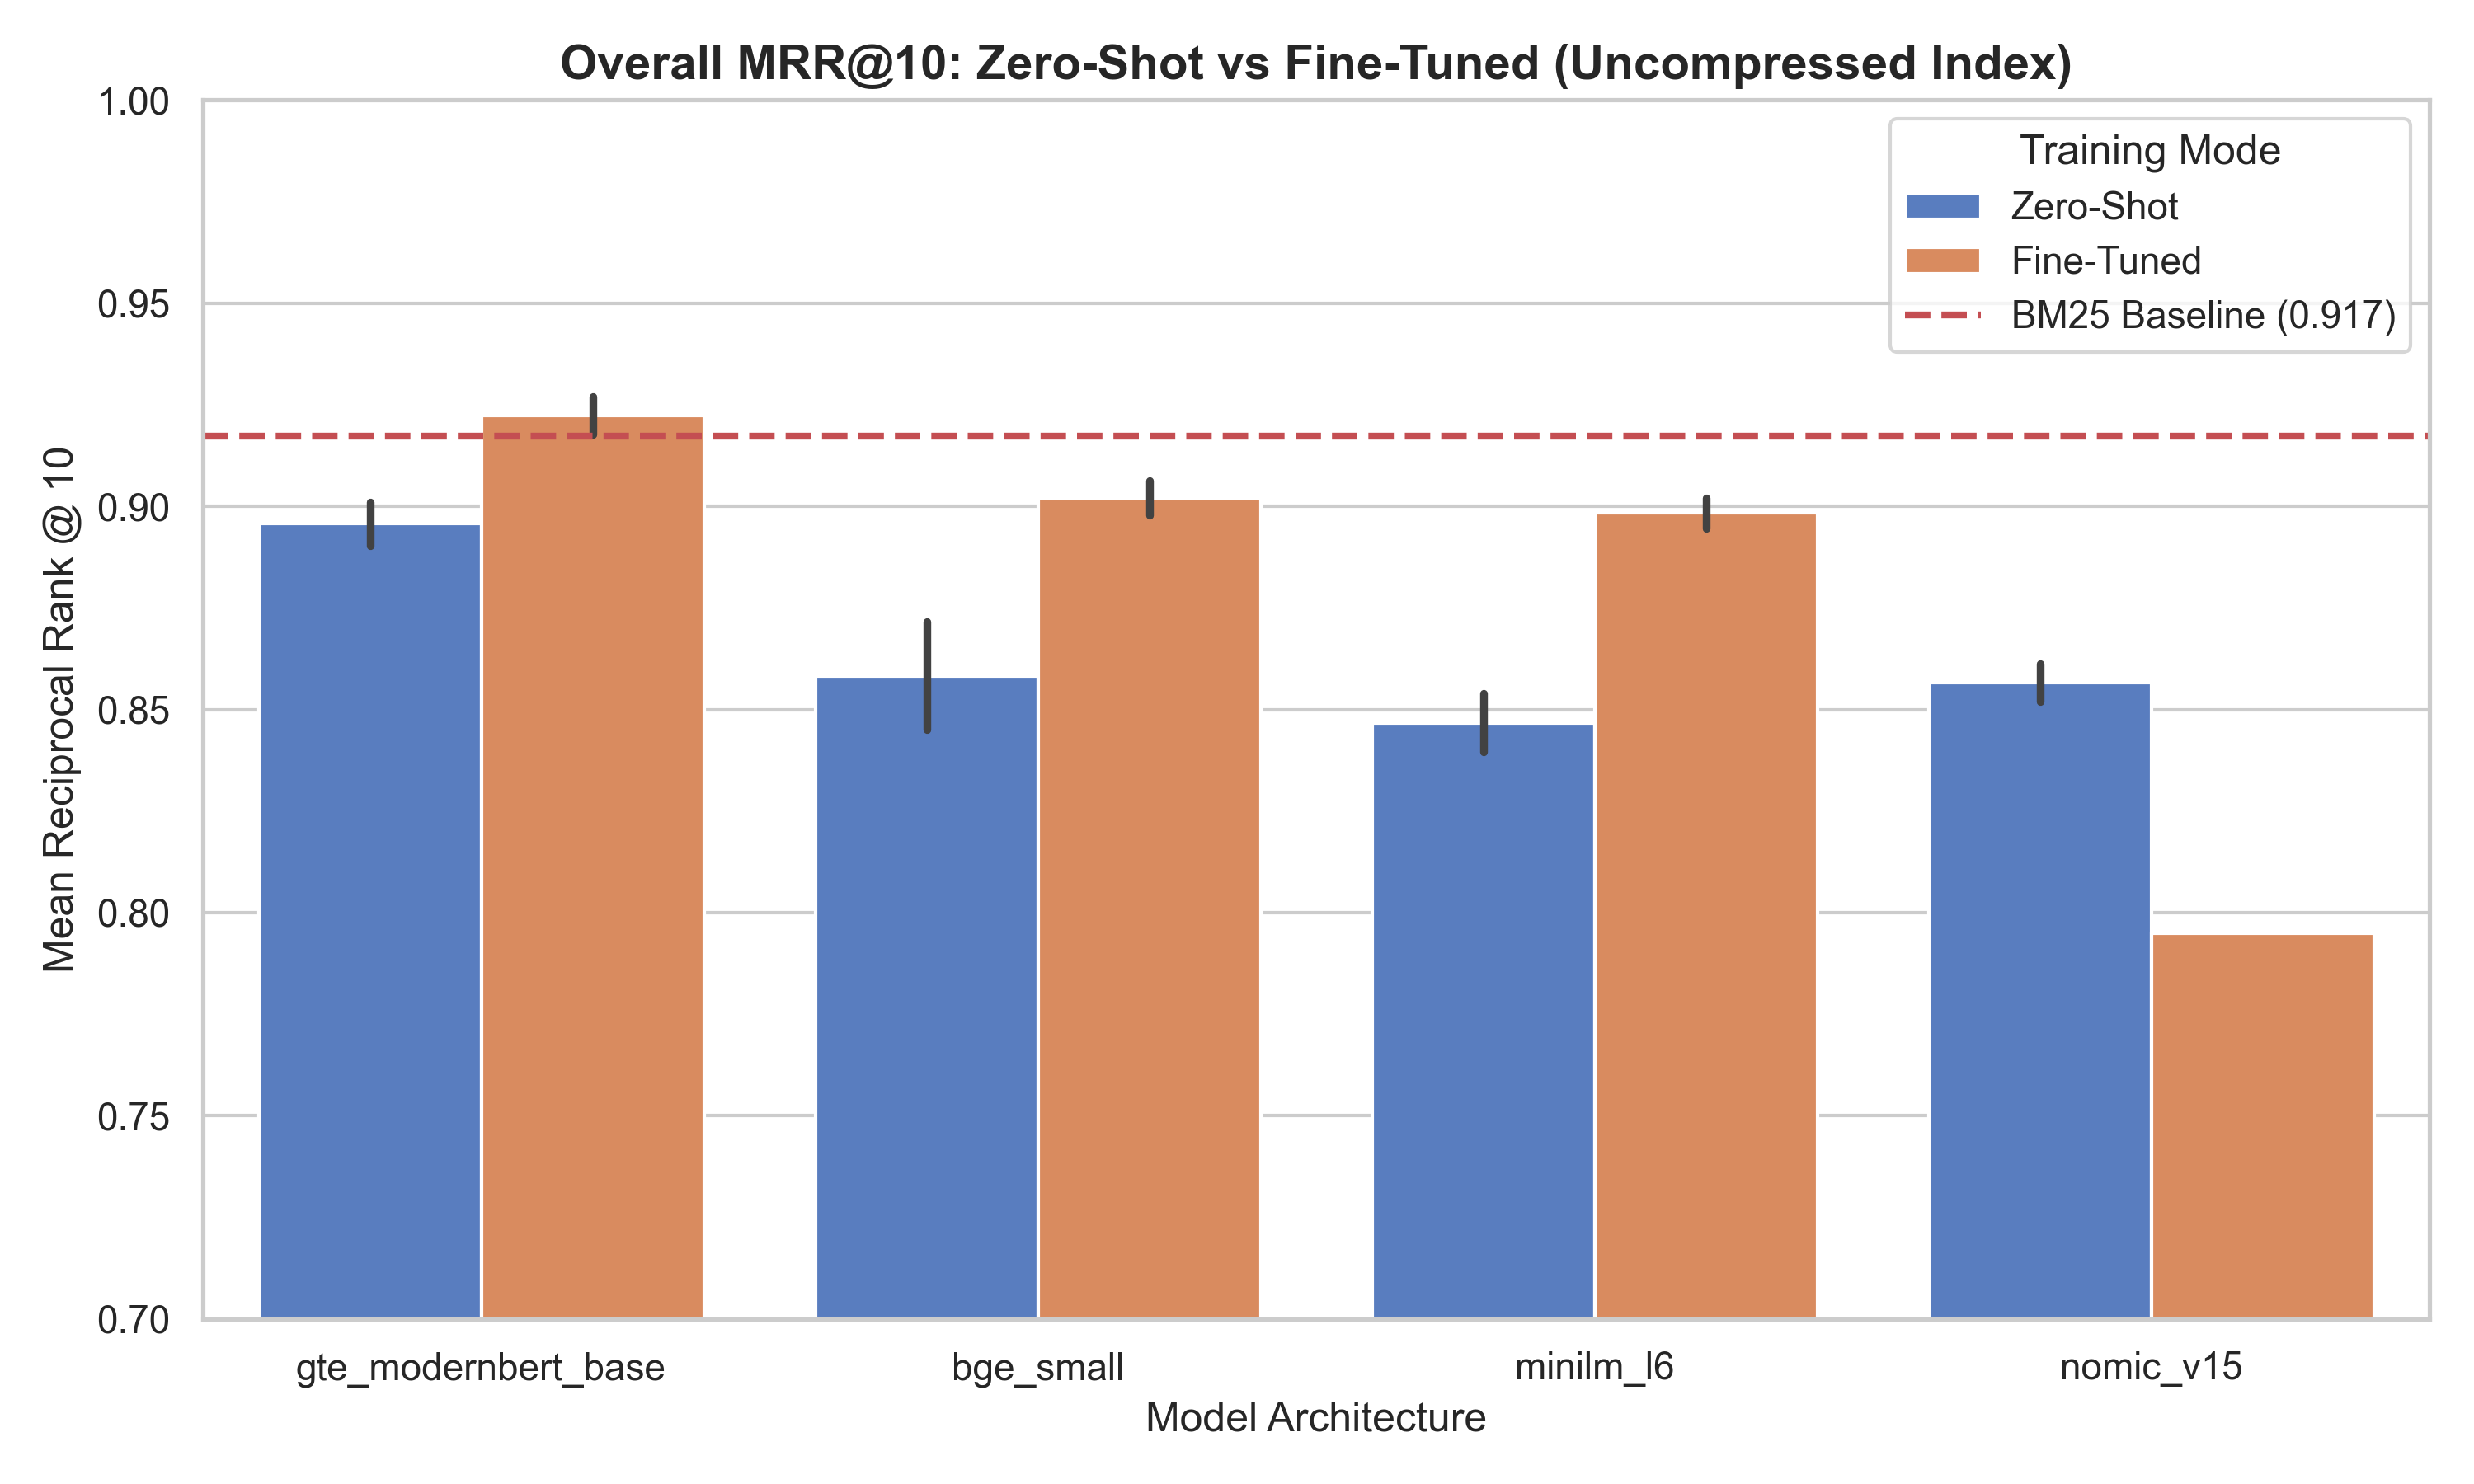 Overall MRR@10: Zero-Shot vs Fine-Tuned (Uncompressed Index)
Training Mode
Zero-Shot
Fine-Tuned
BM25 Baseline (0.917)
Mean Reciprocal Rank @ 10
1.00
0.95
0.90
0.85
0.80
0.75
0.70
gte_modernbert_base
bge_small
minilm_l6
nomic_v15
Model Architecture